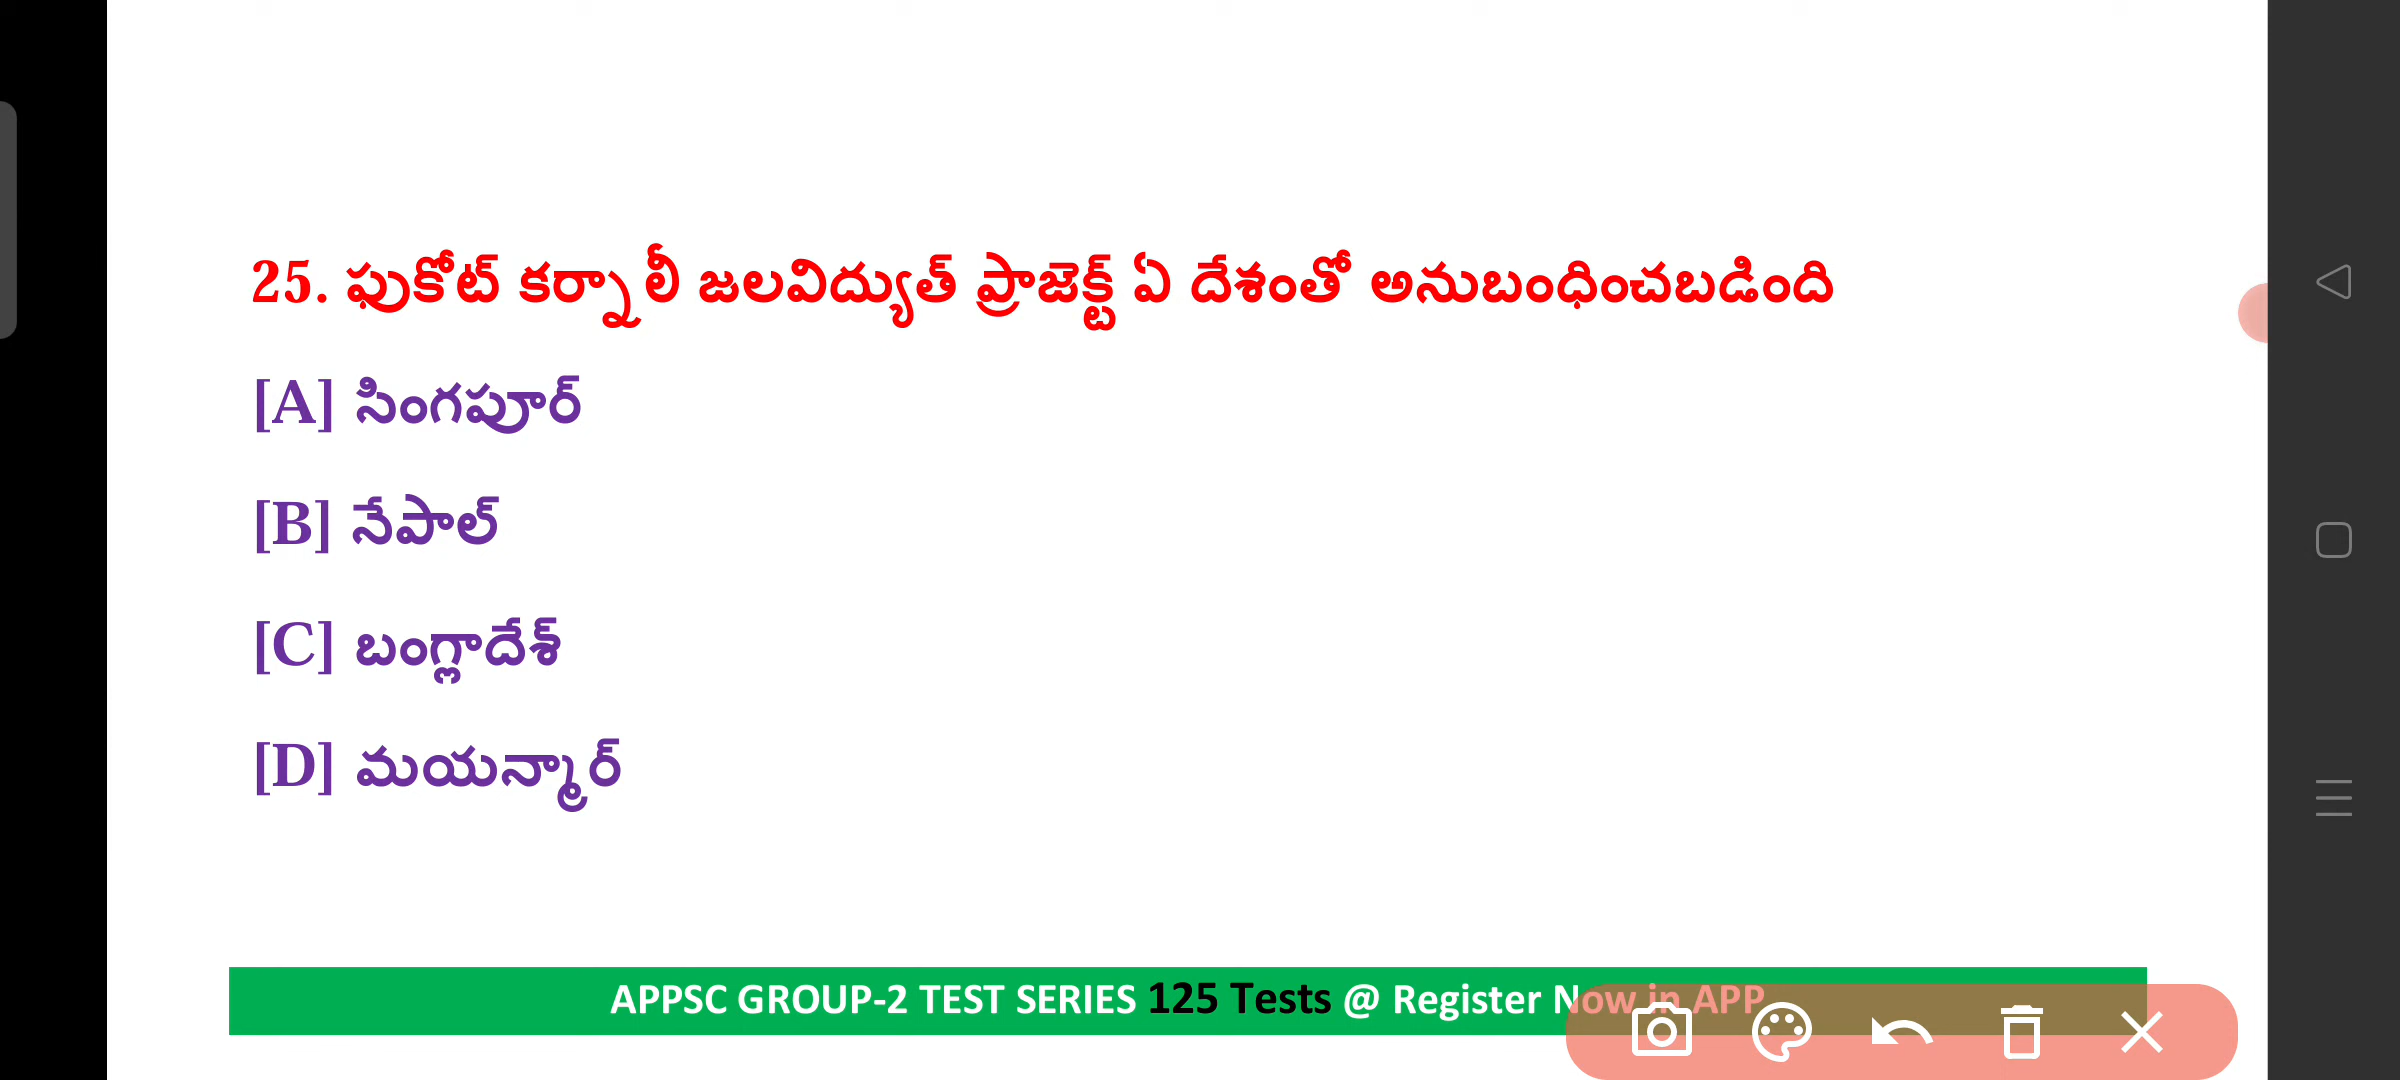 25. ఫుకోట్ కర్నాలీ జలవిద్యుత్ ప్రాజెక్ట్ ఏ దేశంతో అనుబంధించబడింది
[A] సింగపూర్
[B] నేపాల్
[C] బంగ్లాదేశ్
[D] మయన్మార్
APPSC GROUP-2 TEST SERIES 125 Tests @ Register Now in APP